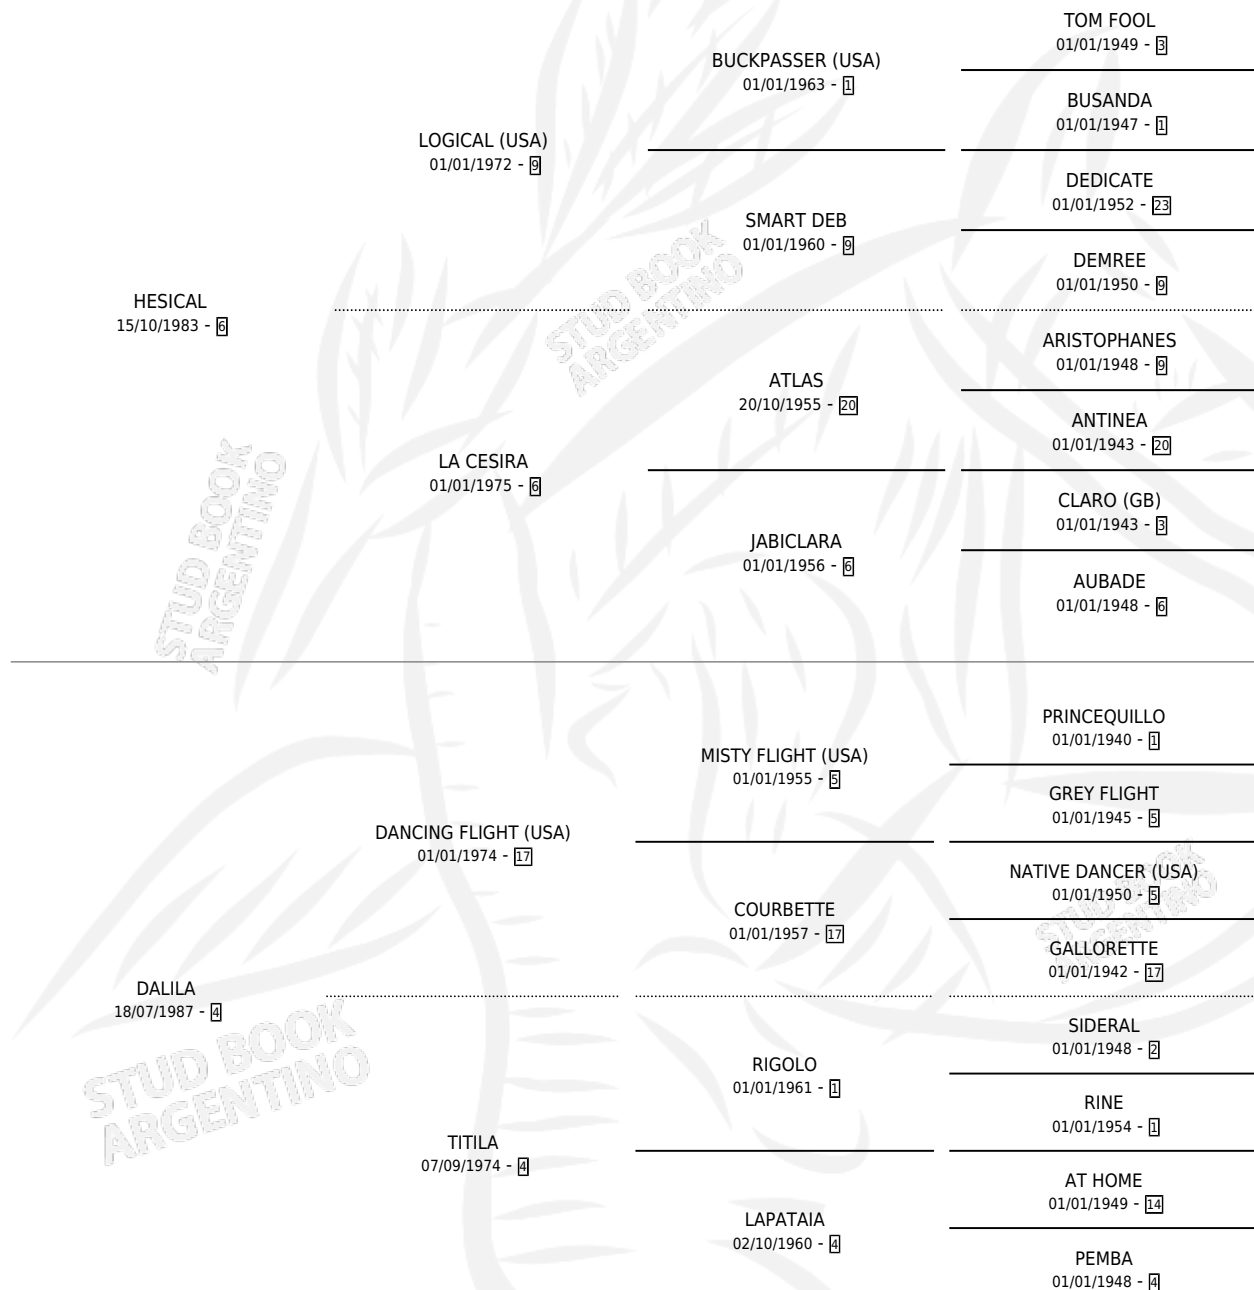 TOM FOOL
01/01/1949 - 3
BUCKPASSER (USA)
01/01/1963 - 1
BUSANDA
01/01/1947 - 1
LOGICAL (USA)
01/01/1972 - 9
DEDICATE
01/01/1952 - 23
SMART DEB
01/01/1960 - 9
DEMREE
01/01/1950 - 9
HESICAL
15/10/1983 - 6
ARISTOPHANES
01/01/1948 - 9
ATLAS
20/10/1955 - 20
ANTINEA
01/01/1943 - 20
LA CESIRA
01/01/1975 - 6
CLARO (GB)
01/01/1943 - 3
JABICLARA
01/01/1956 - 6
AUBADE
01/01/1948 - 6
STUD BOOK
ARGENTINO
STUD BOOK
ARGENTINO
PRINCEQUILLO
01/01/1940 - 1
MISTY FLIGHT (USA)
01/01/1955 - 5
GREY FLIGHT
01/01/1945 - 5
DANCING FLIGHT (USA)
01/01/1974 - 17
NATIVE DANCER (USA)
01/01/1950 - 5
COURBETTE
01/01/1957 - 17
GALLORETTE
01/01/1942 - 17
DALILA
18/07/1987 - 4
SIDERAL
01/01/1948 - 2
RIGOLO
01/01/1961 - 1
RINE
01/01/1954 - 1
TITILA
07/09/1974 - 4
AT HOME
01/01/1949 - 14
LAPATAIA
02/10/1960 - 4
PEMBA
01/01/1948 - 4
STUD BOOK
ARGENTINO
STUD BOOK
ARGENTINO